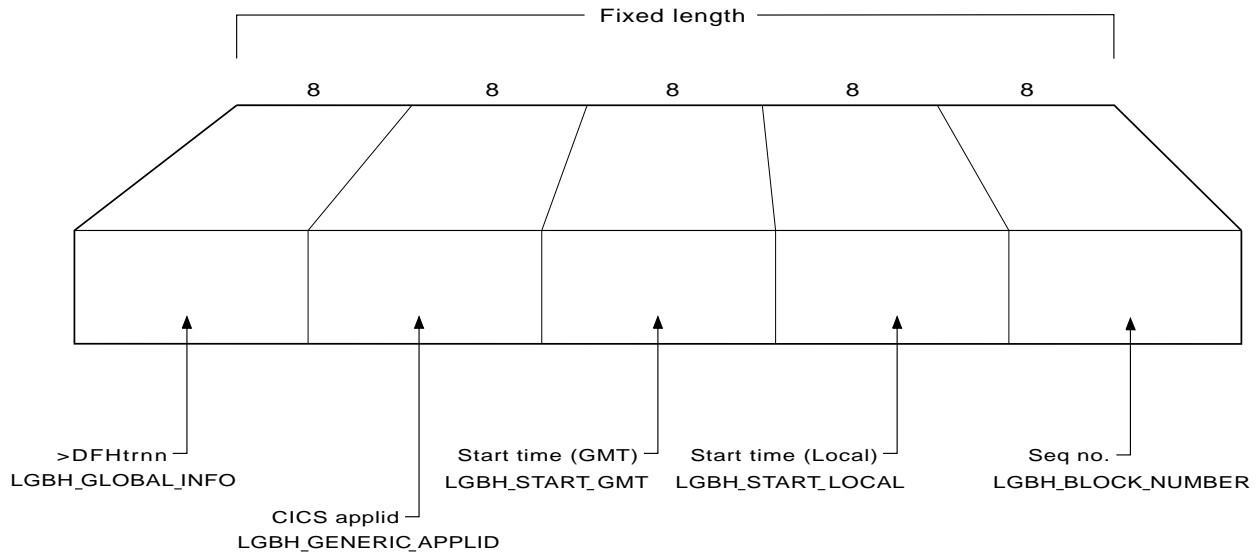 Fixed length
8 8 8 8 8
>DFHtrnn
LGBH_GLOBAL_INFO
CICS applid
LGBH_GENERIC_APPLID
Start time (GMT)
LGBH_START_GMT
Start time (Local)
LGBH_START_LOCAL
Seq no.
LGBH_BLOCK_NUMBER